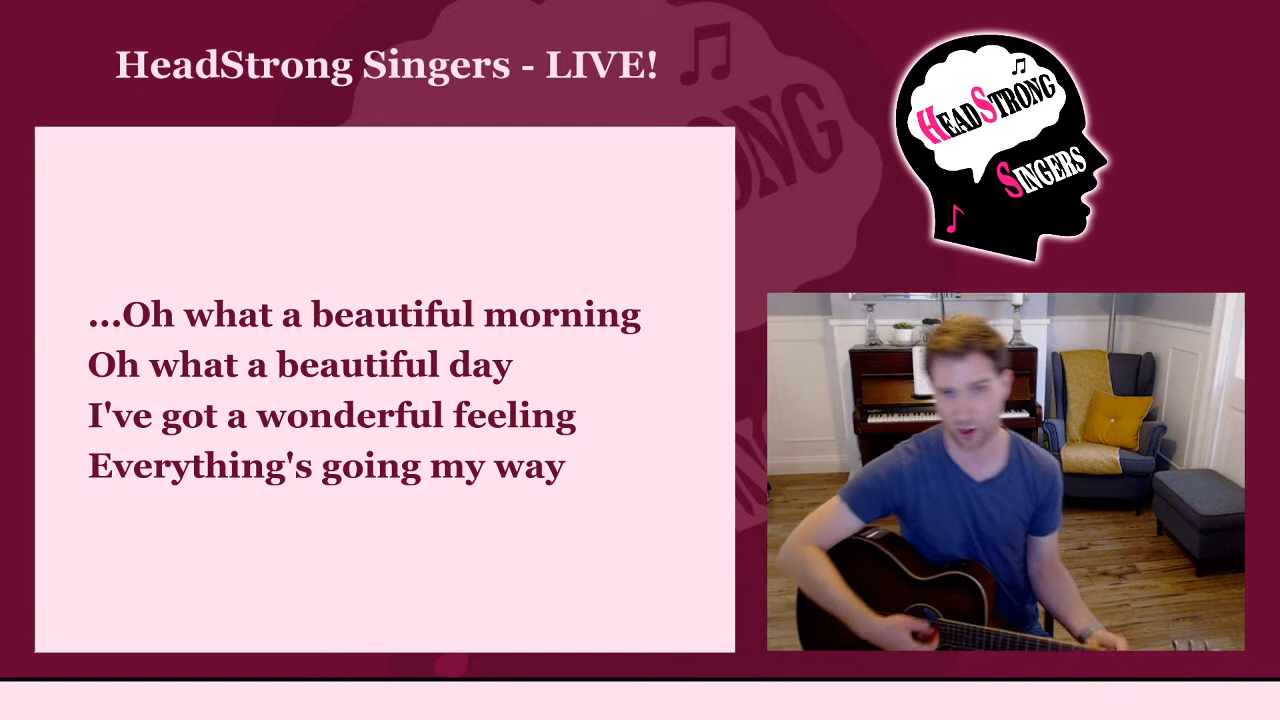 HeadStrong Singers - LIVE!
HEADSTRONG
SINGERS
...Oh what a beautiful morning
Oh what a beautiful day
I've got a wonderful feeling
Everything's going my way